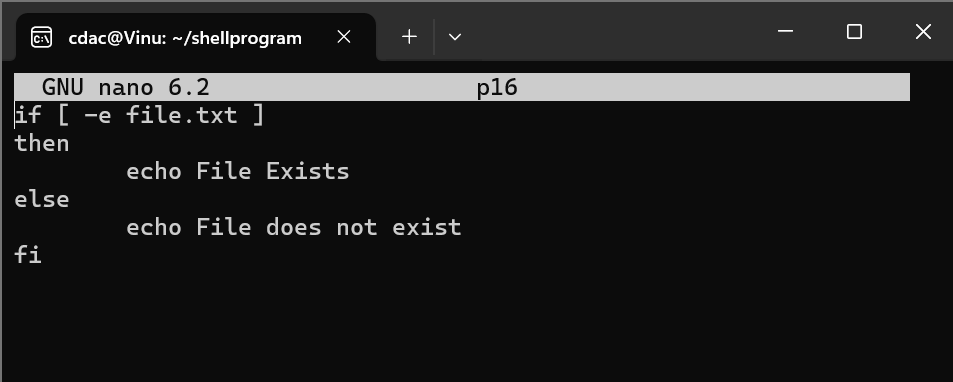 cdac@Vinu: ~/shellprogram
GNU nano 6.2 p16
if [ -e file.txt ]
then
        echo File Exists
else
        echo File does not exist
fi